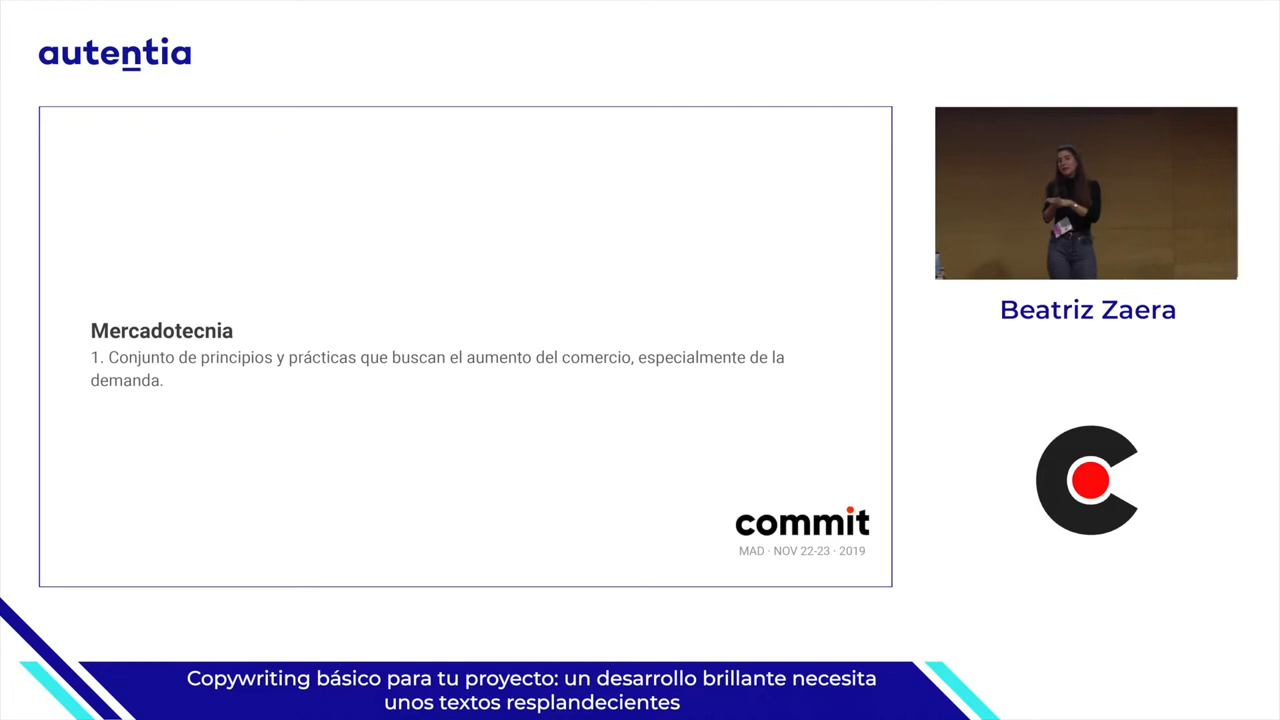 autentia
Mercadotecnia
1. Conjunto de principios y prácticas que buscan el aumento del comercio, especialmente de la
demanda.
commit
MAD · NOV 22-23 · 2019
Beatriz Zaera
Copywriting básico para tu proyecto: un desarrollo brillante necesita
unos textos resplandecientes